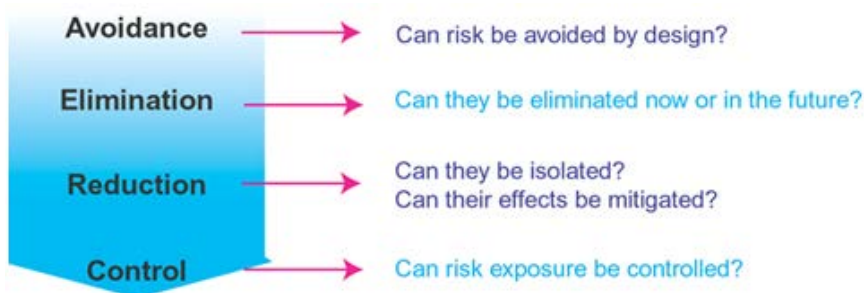 Avoidance
Can risk be avoided by design?
Elimination
Can they be eliminated now or in the future?
Reduction
Can they be isolated?
Can their effects be mitigated?
Control
Can risk exposure be controlled?